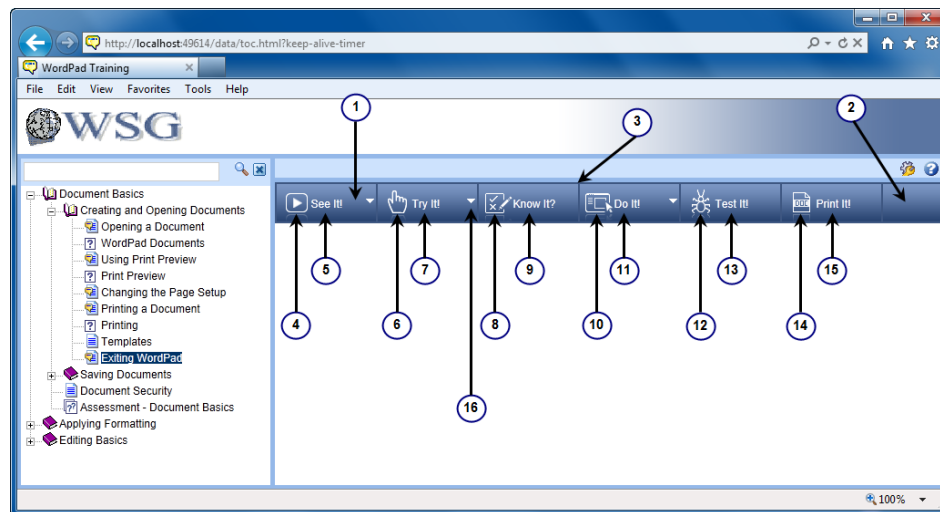 http://localhost:49614/data/toc.html?keep-alive-timer
WordPad Training
File Edit View Favorites Tools Help
WSG
1
2
3
Document Basics
Creating and Opening Documents
Opening a Document
WordPad Documents
Using Print Preview
Print Preview
Changing the Page Setup
Printing a Document
Printing
Templates
Exiting WordPad
Saving Documents
Document Security
Assessment - Document Basics
Applying Formatting
Editing Basics
See It! Try It! Know It? Do It! Test It! Print It!
5 7 9 11 13 15
4 6 8 10 12 14
16
100%